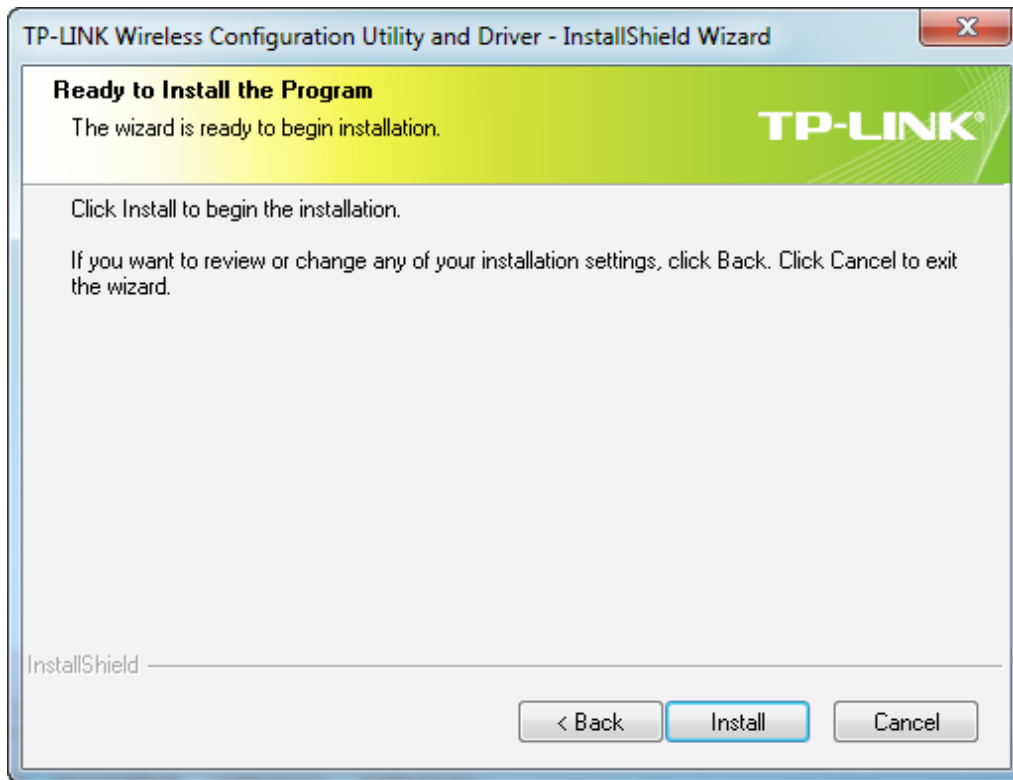 TP-LINK Wireless Configuration Utility and Driver - InstallShield Wizard
Ready to Install the Program
The wizard is ready to begin installation.
TP-LINK®
Click Install to begin the installation.
If you want to review or change any of your installation settings, click Back. Click Cancel to exit
the wizard.
InstallShield
< Back
Install
Cancel